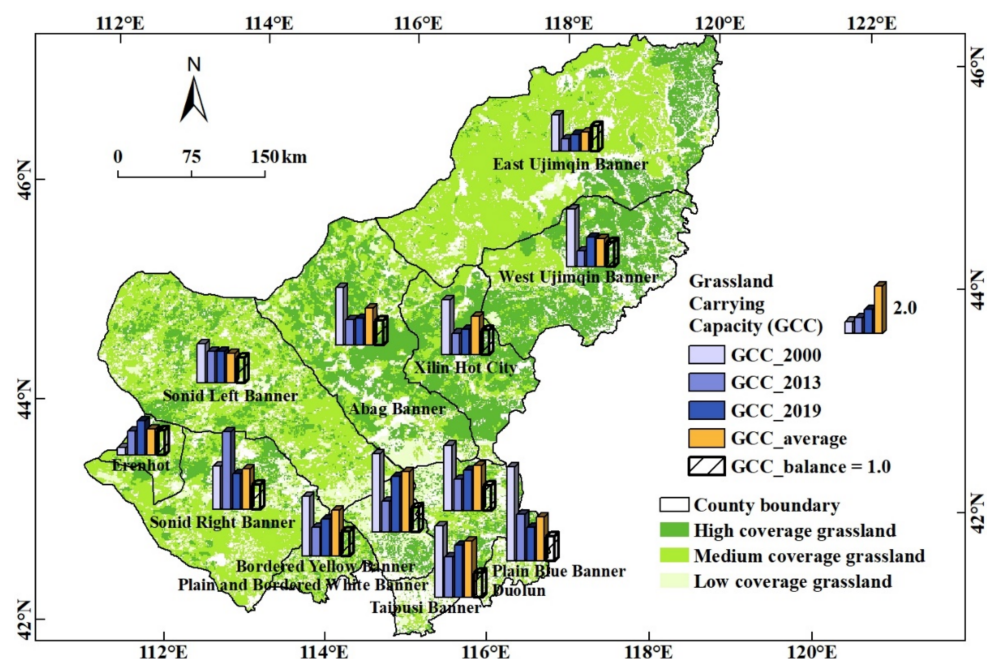 112°E 114°E 116°E 118°E 120°E 122°E
N
0 75 150 km
46°N
46°N
44°N
44°N
42°N
42°N
East Ujimqin Banner
West Ujimqin Banner
Xilin Hot City
Sonid Left Banner
Abag Banner
Erenhot
Sonid Right Banner
Bordered Yellow Banner
Plain and Bordered White Banner
Plain Blue Banner
Duolun
Taipusi Banner
Grassland
Carrying
Capacity (GCC)
2.0
GCC_2000
GCC_2013
GCC_2019
GCC_average
GCC_balance = 1.0
County boundary
High coverage grassland
Medium coverage grassland
Low coverage grassland
112°E 114°E 116°E 118°E 120°E